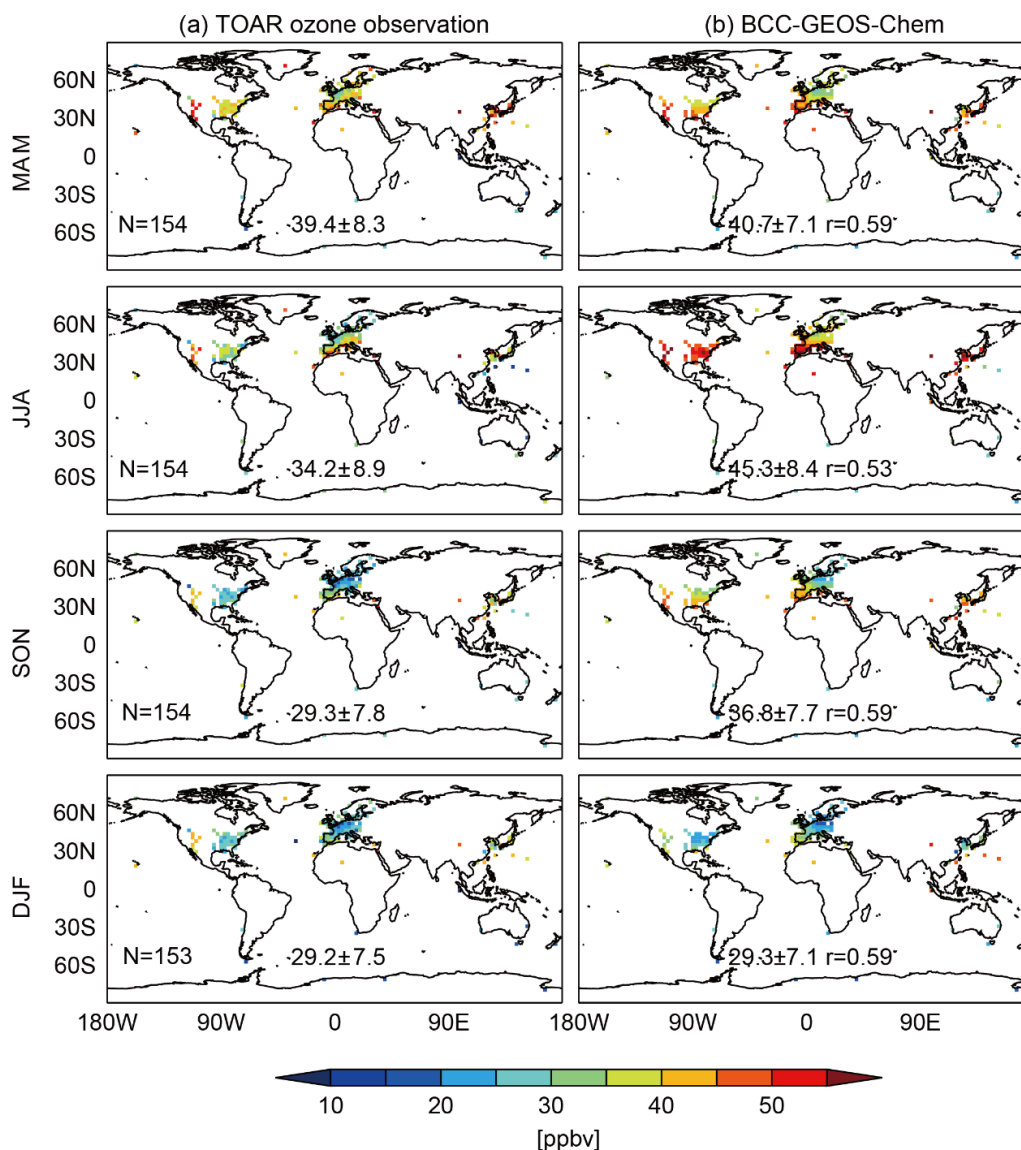 (a) TOAR ozone observation (b) BCC-GEOS-Chem
MAM
60N
30N
0
30S
60S
N=154 39.4±8.3 40.7±7.1 r=0.59
JJA
60N
30N
0
30S
60S
N=154 34.2±8.9 45.3±8.4 r=0.53
SON
60N
30N
0
30S
60S
N=154 29.3±7.8 36.8±7.7 r=0.59
DJF
60N
30N
0
30S
60S
N=153 29.2±7.5 29.3±7.1 r=0.59
180W 90W 0 90E 180W 90W 0 90E
10 20 30 40 50
[ppbv]